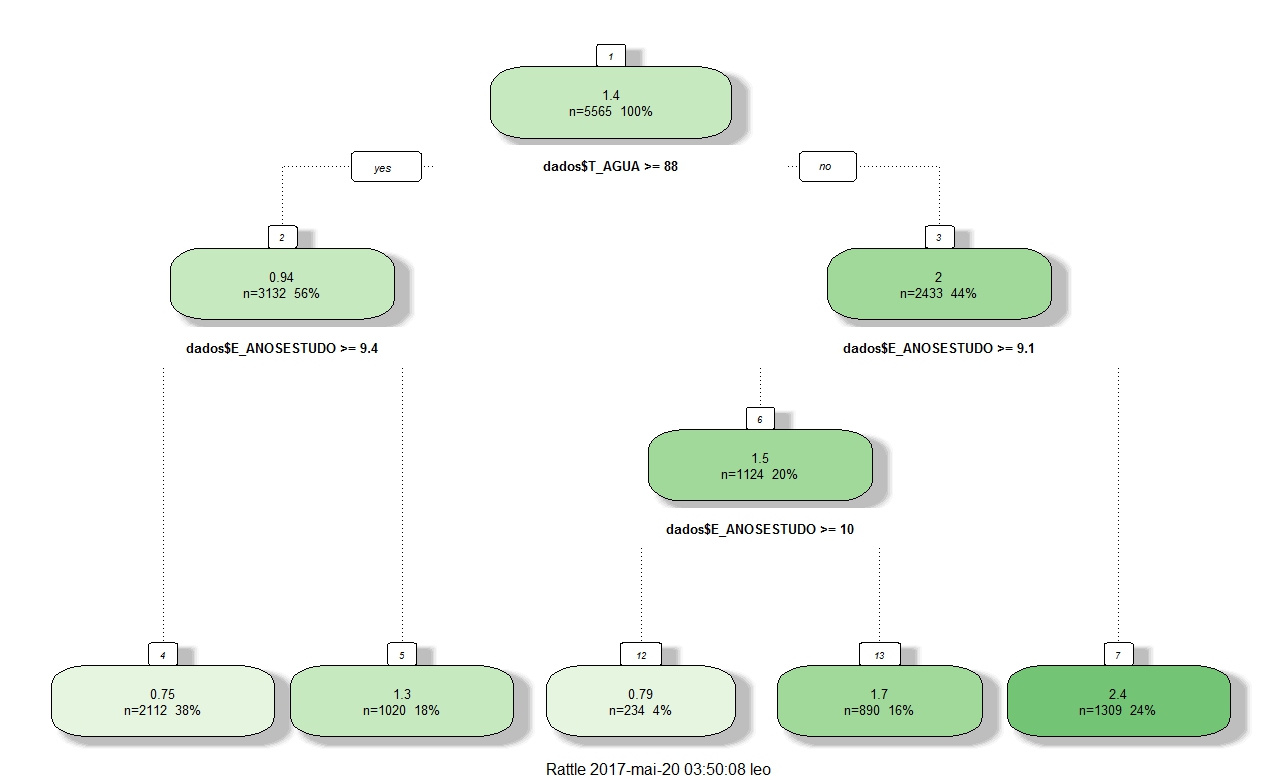 1
1.4
n=5565 100%
yes
dados$T_AGUA >= 88
no
2
0.94
n=3132 56%
dados$E_ANOSESTUDO >= 9.4
3
2
n=2433 44%
dados$E_ANOSESTUDO >= 9.1
6
1.5
n=1124 20%
dados$E_ANOSESTUDO >= 10
4
0.75
n=2112 38%
5
1.3
n=1020 18%
12
0.79
n=234 4%
13
1.7
n=890 16%
7
2.4
n=1309 24%
Rattle 2017-mai-20 03:50:08 leo